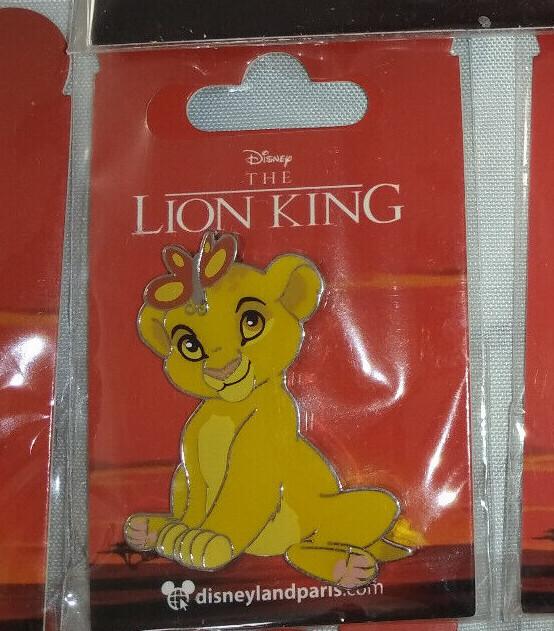 Disney
THE
LION KING
disneylandparis.com